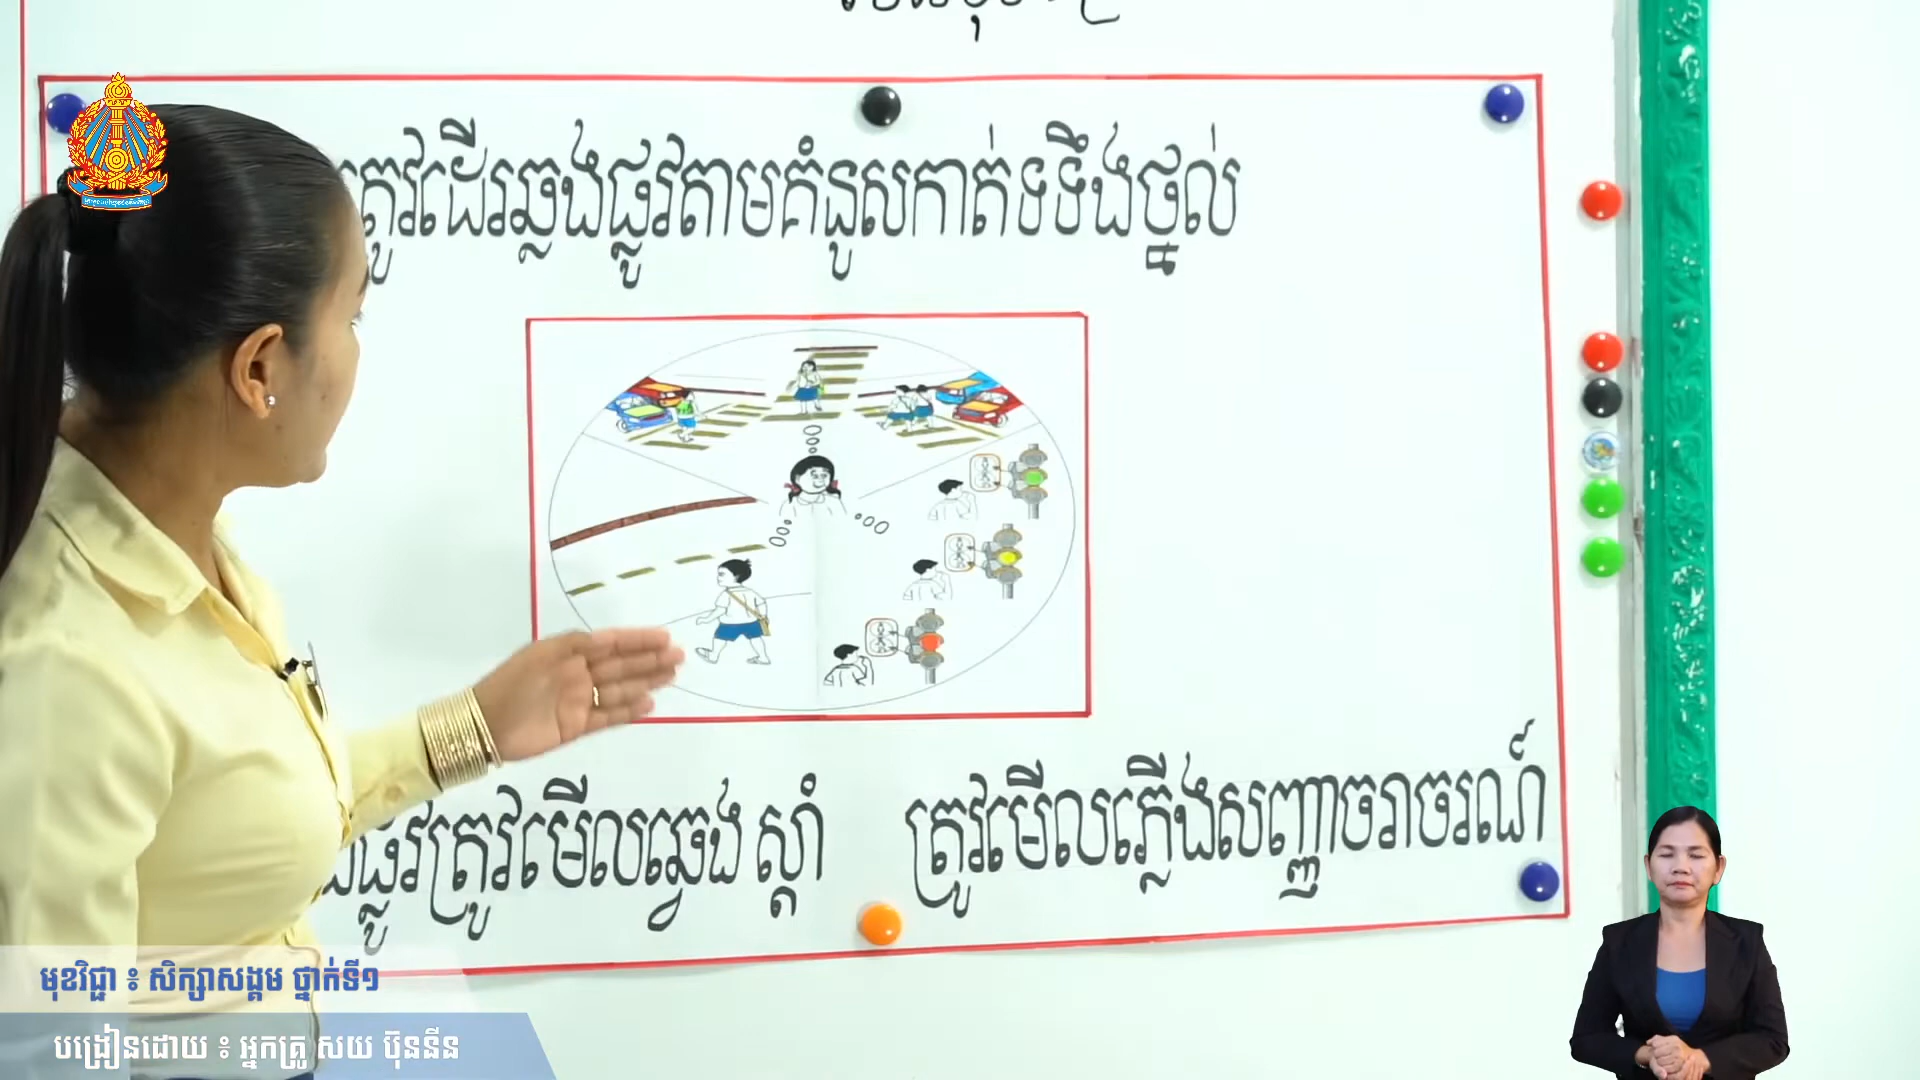 ត្រូវដើរឆ្លងផ្លូវតាមគំនូសកាត់ទទឹងថ្នល់
ផ្លូវត្រូវមើលឆ្វេង ស្ដាំ
ត្រូវមើលភ្លើងសញ្ញាចរាចរណ៍
មុខវិជ្ជា ៖ សិក្សាសង្គម ថ្នាក់ទី១
បង្រៀនដោយ ៖ អ្នកគ្រូ សយ ប៊ុននីន